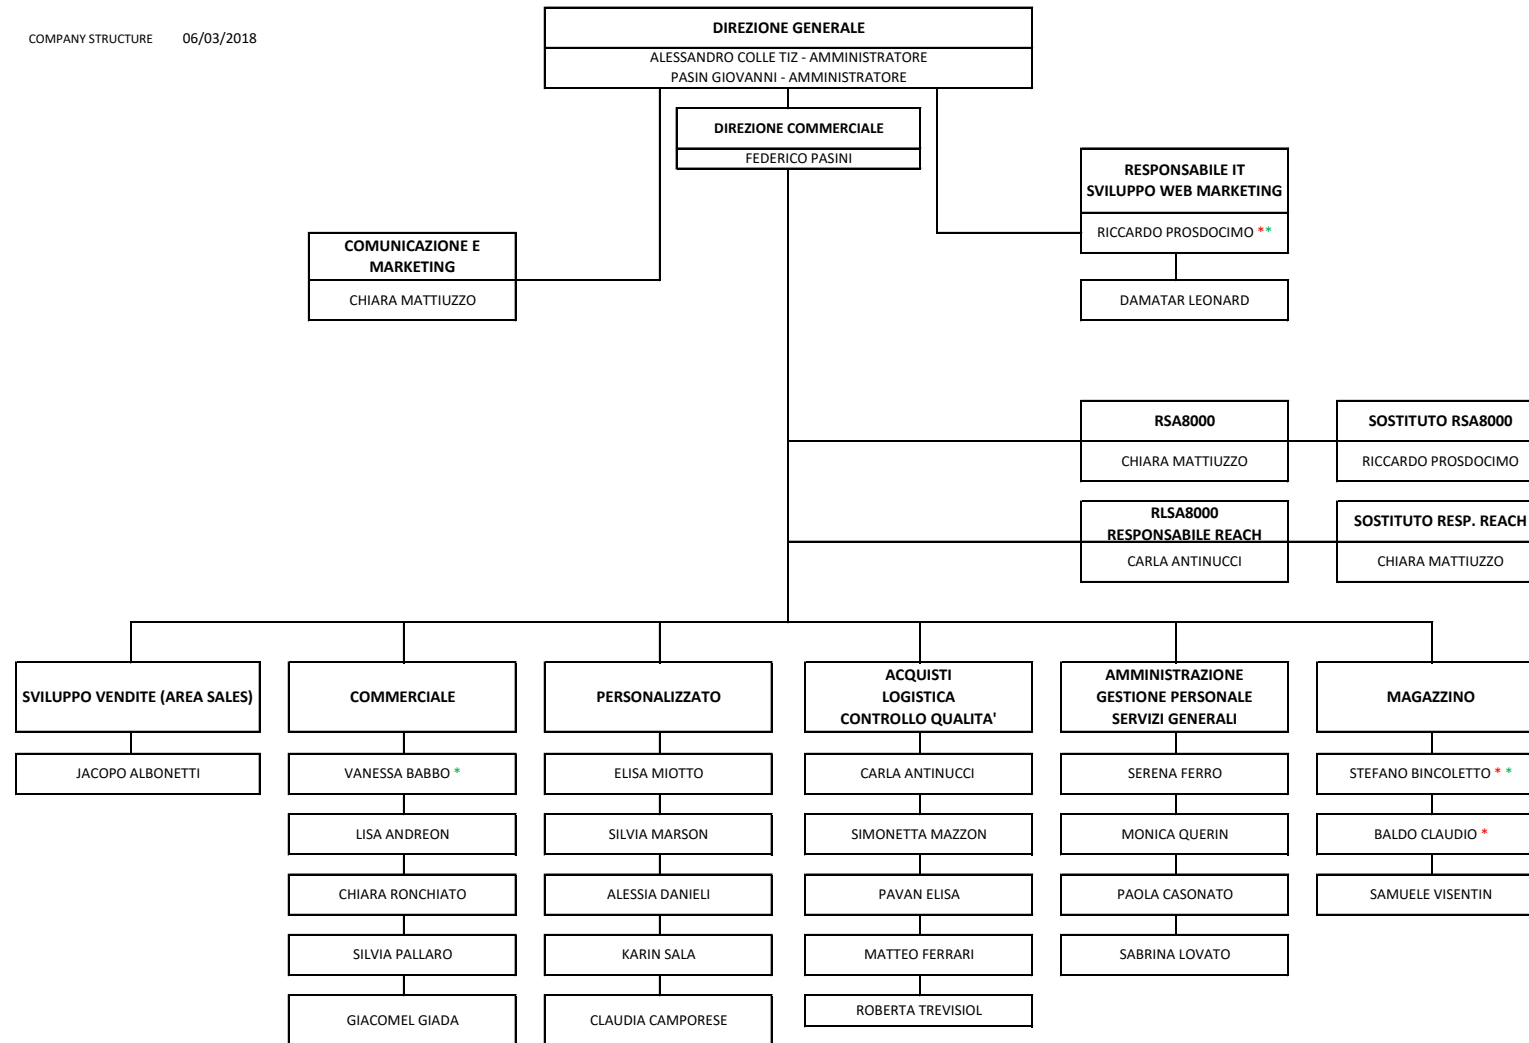 COMPANY STRUCTURE 06/03/2018
DIREZIONE GENERALE
ALESSANDRO COLLE TIZ - AMMINISTRATORE
PASIN GIOVANNI - AMMINISTRATORE
DIREZIONE COMMERCIALE
FEDERICO PASINI
RESPONSABILE IT
SVILUPPO WEB MARKETING
RICCARDO PROSDOCIMO **
DAMATAR LEONARD
COMUNICAZIONE E
MARKETING
CHIARA MATTIUZZO
RSA8000
CHIARA MATTIUZZO
SOSTITUTO RSA8000
RICCARDO PROSDOCIMO
RLSA8000
RESPONSABILE REACH
CARLA ANTINUCCI
SOSTITUTO RESP. REACH
CHIARA MATTIUZZO
SVILUPPO VENDITE (AREA SALES)
JACOPO ALBONETTI
COMMERCIALE
VANESSA BABBO *
LISA ANDREON
CHIARA RONCHIATO
SILVIA PALLARO
GIACOMEL GIADA
PERSONALIZZATO
ELISA MIOTTO
SILVIA MARSON
ALESSIA DANIELI
KARIN SALA
CLAUDIA CAMPORESE
ACQUISTI
LOGISTICA
CONTROLLO QUALITA'
CARLA ANTINUCCI
SIMONETTA MAZZON
PAVAN ELISA
MATTEO FERRARI
ROBERTA TREVISIOL
AMMINISTRAZIONE
GESTIONE PERSONALE
SERVIZI GENERALI
SERENA FERRO
MONICA QUERIN
PAOLA CASONATO
SABRINA LOVATO
MAGAZZINO
STEFANO BINCOLETTO * *
BALDO CLAUDIO *
SAMUELE VISENTIN